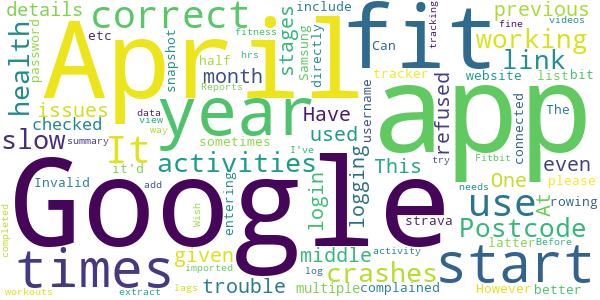 details
correct
April
fit
include
previous
etc
stages
tracking
fine
videos
password
snapshot
fitness
hrs
Samsung
directly
Can
working
health
half
month
year
app
link
tracker
website
list
bit
issues
checked
Reports
data
view
way
Have
used
username
refused
connected
The
slow
It
it'd
sometimes
This
even
Invalid
summary
activities
I've
login
logging
try
Fitbit
One
please
add
entering
At
strava
needs
rowing
Google
use
Postcode
Wish
middle
activity
latter
Before
completed
times
given
imported
crashes
start
log
However
better
workouts
extract
lags
trouble
multiple
complained